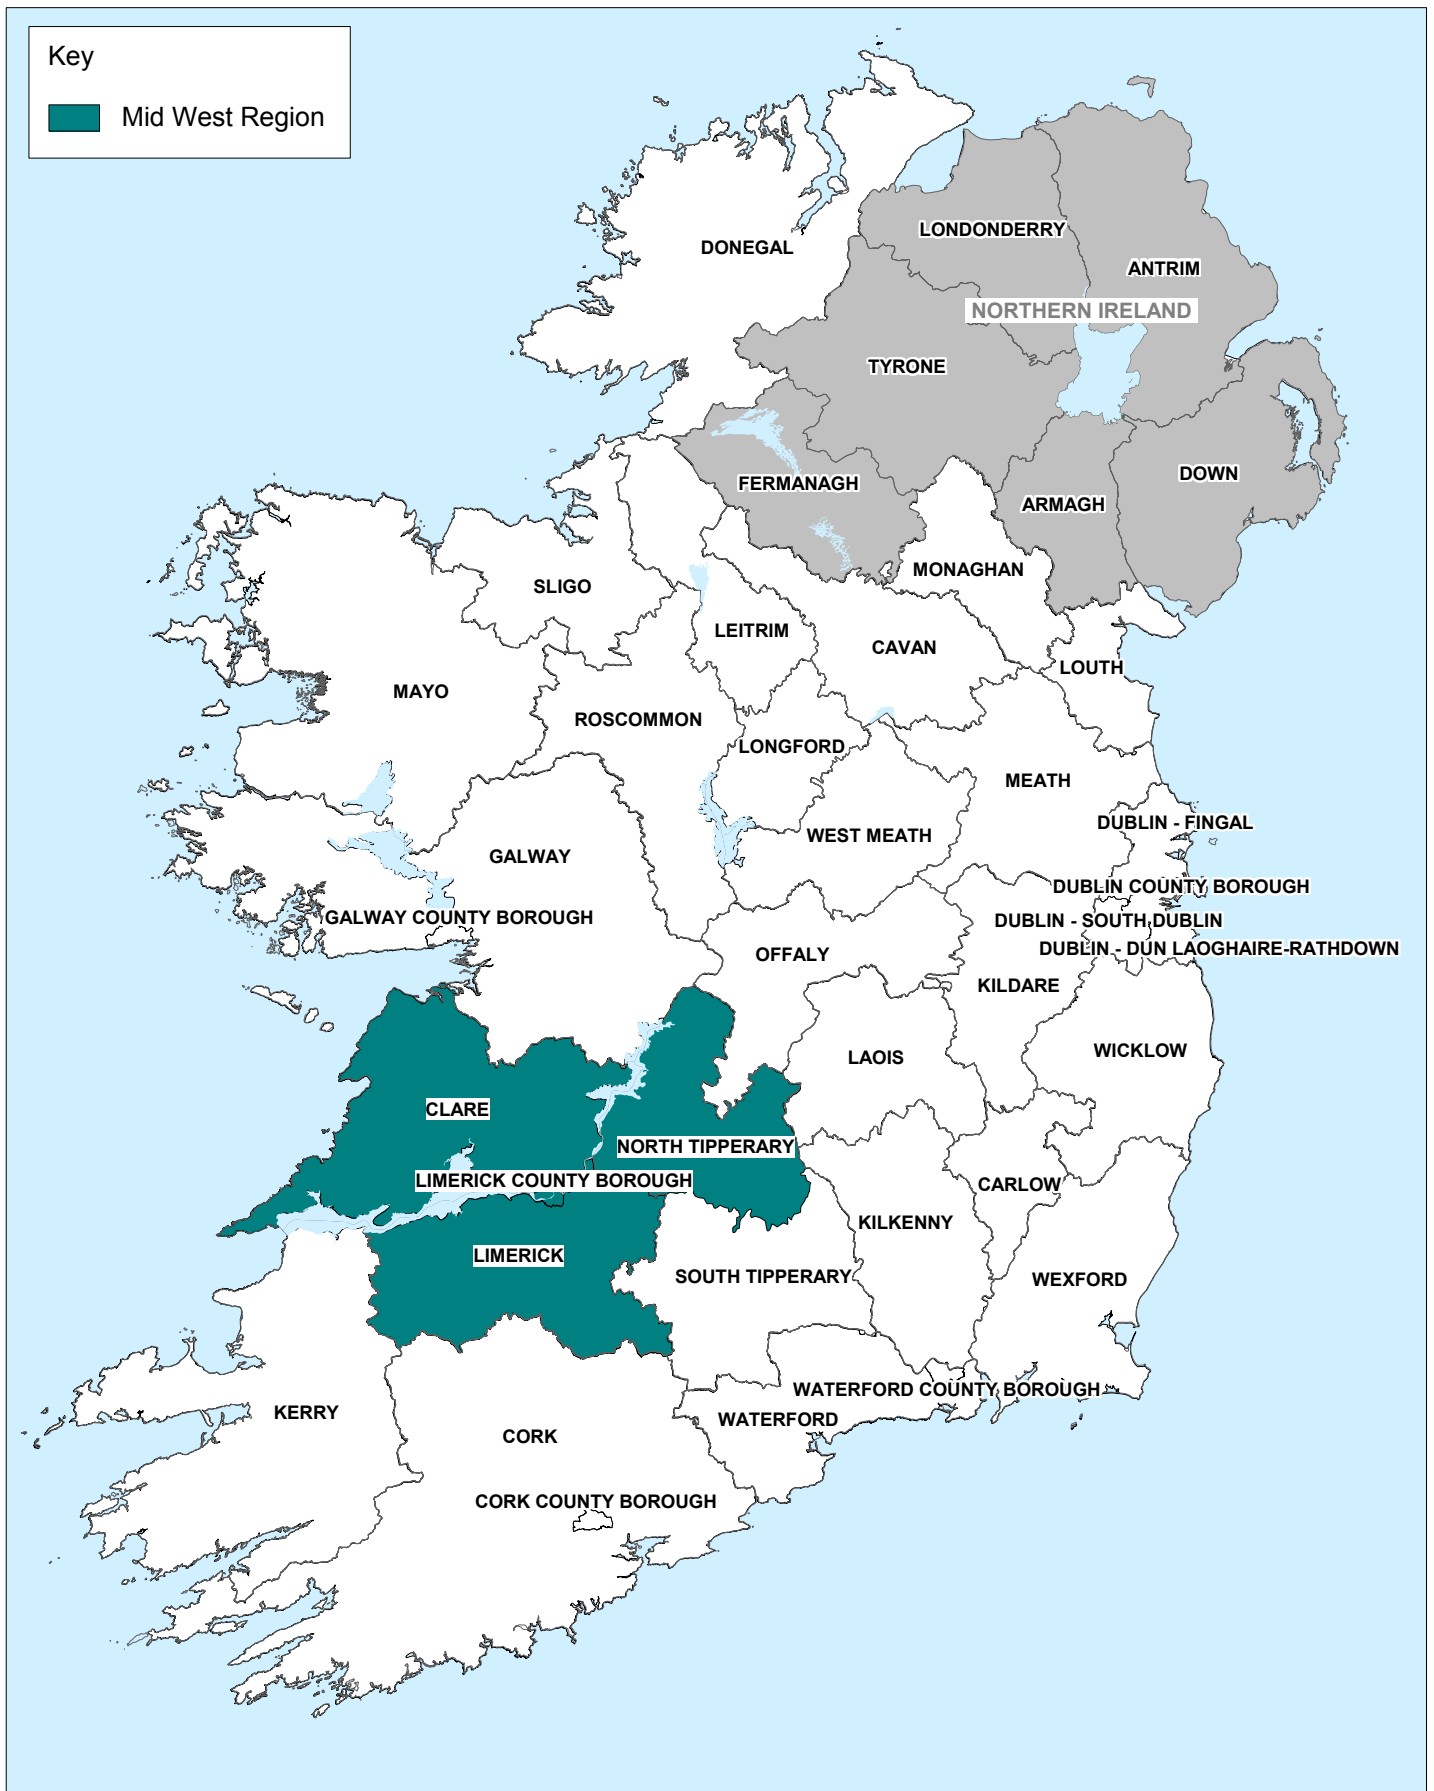 Key
Mid West Region
DONEGAL
LONDONDERRY
ANTRIM
NORTHERN IRELAND
TYRONE
FERMANAGH
DOWN
ARMAGH
MONAGHAN
SLIGO
LEITRIM
CAVAN
LOUTH
MAYO
ROSCOMMON
LONGFORD
MEATH
DUBLIN - FINGAL
WEST MEATH
GALWAY
DUBLIN COUNTY BOROUGH
GALWAY COUNTY BOROUGH
DUBLIN - SOUTH DUBLIN
DUBLIN - DUN LAOGHAIRE-RATHDOWN
OFFALY
KILDARE
WICKLOW
LAOIS
CLARE
NORTH TIPPERARY
LIMERICK COUNTY BOROUGH
CARLOW
KILKENNY
LIMERICK
SOUTH TIPPERARY
WEXFORD
WATERFORD COUNTY BOROUGH
KERRY
WATERFORD
CORK
CORK COUNTY BOROUGH